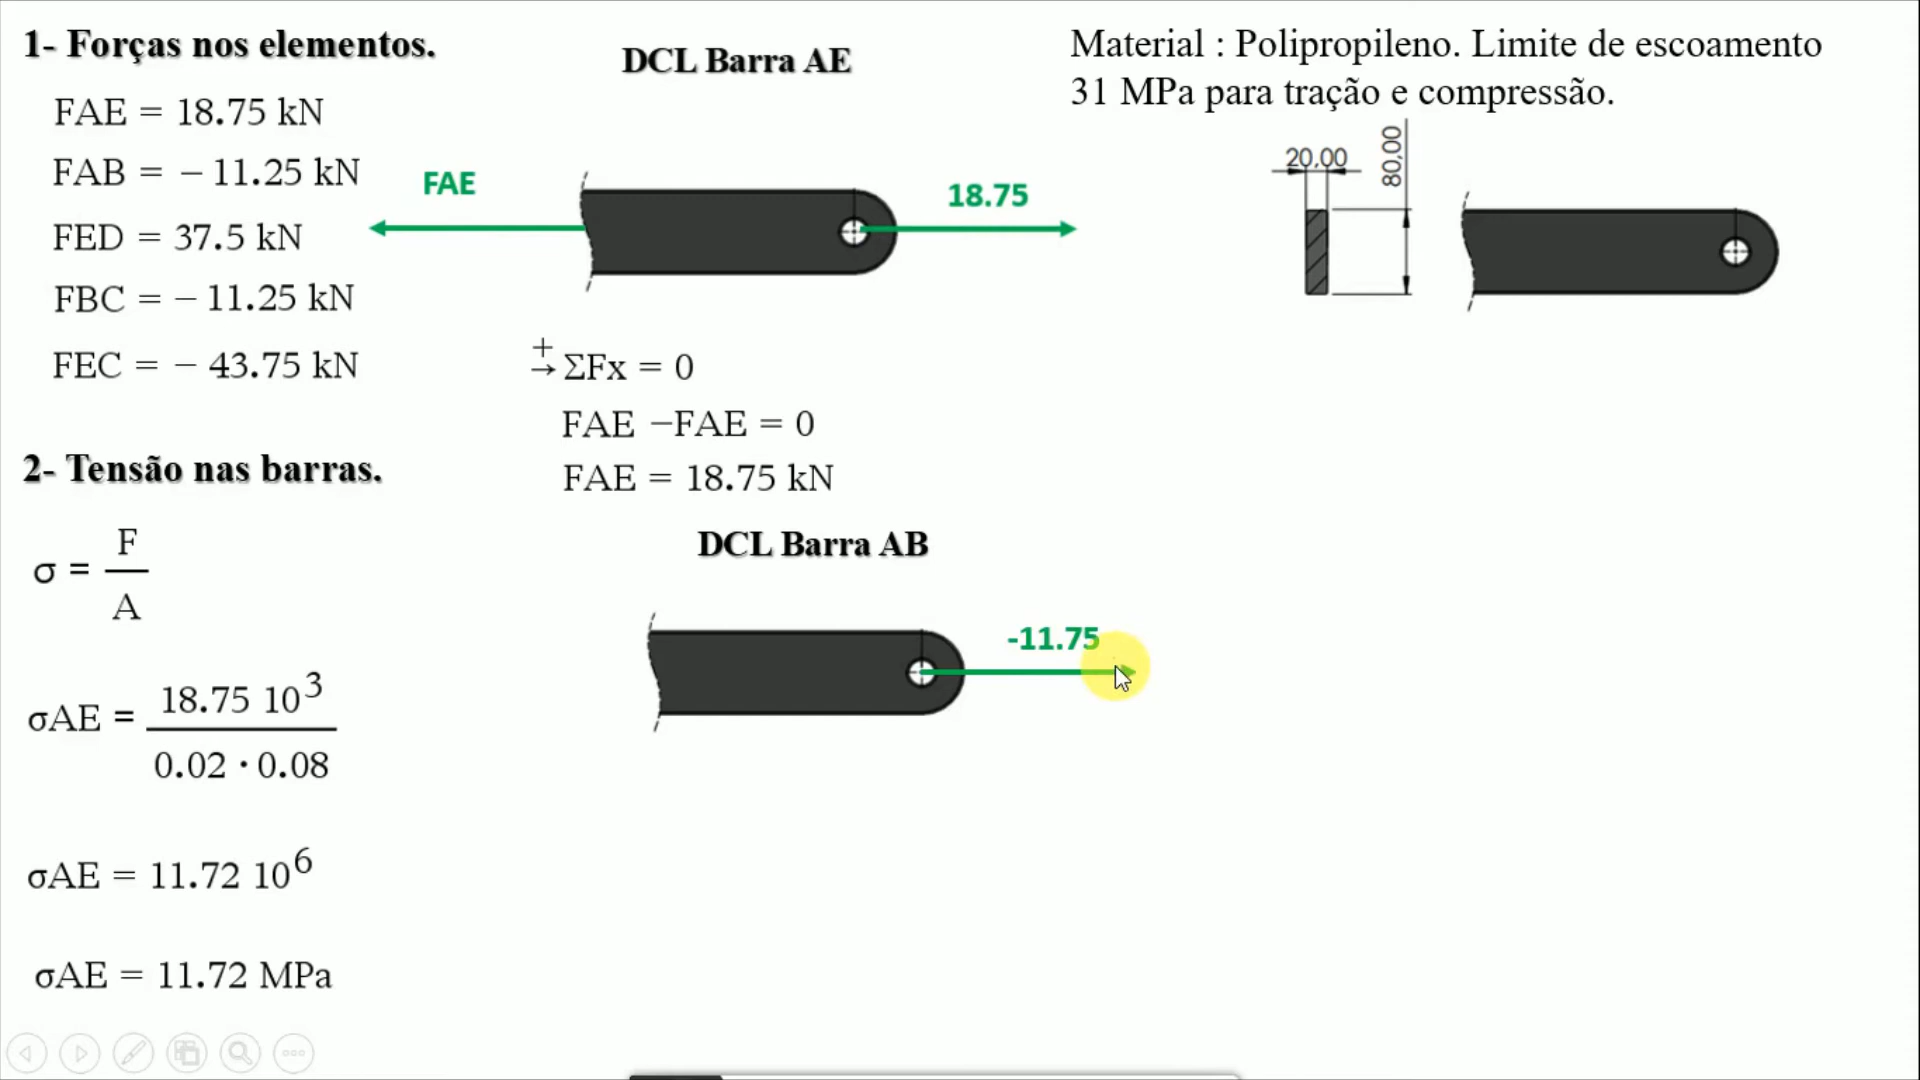 1- Forças nos elementos.
FAE = 18.75 kN
FAB = − 11.25 kN
FED = 37.5 kN
FBC = − 11.25 kN
FEC = − 43.75 kN
2- Tensão nas barras.
σ = F
A
σAE = 18.75 10³
0.02 · 0.08
σAE = 11.72 10⁶
σAE = 11.72 MPa
DCL Barra AE
FAE
18.75
+
→ ΣFx = 0
FAE −FAE = 0
FAE = 18.75 kN
DCL Barra AB
-11.75
Material : Polipropileno. Limite de escoamento
31 MPa para tração e compressão.
20,00
80,00